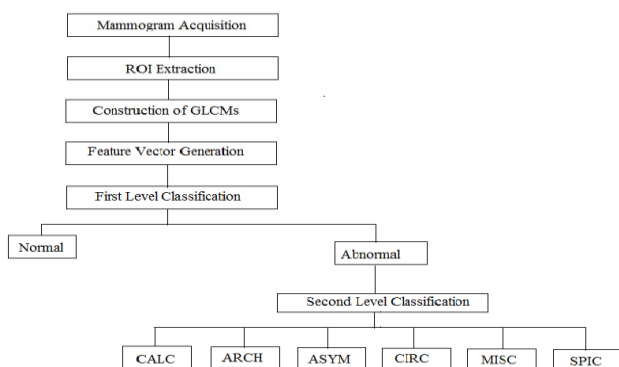 Mammogram Acquisition
ROI Extraction
Construction of GLCMs
Feature Vector Generation
First Level Classification
Normal
Abnormal
Second Level Classification
CALC ARCH ASYM CIRC MISC SPIC